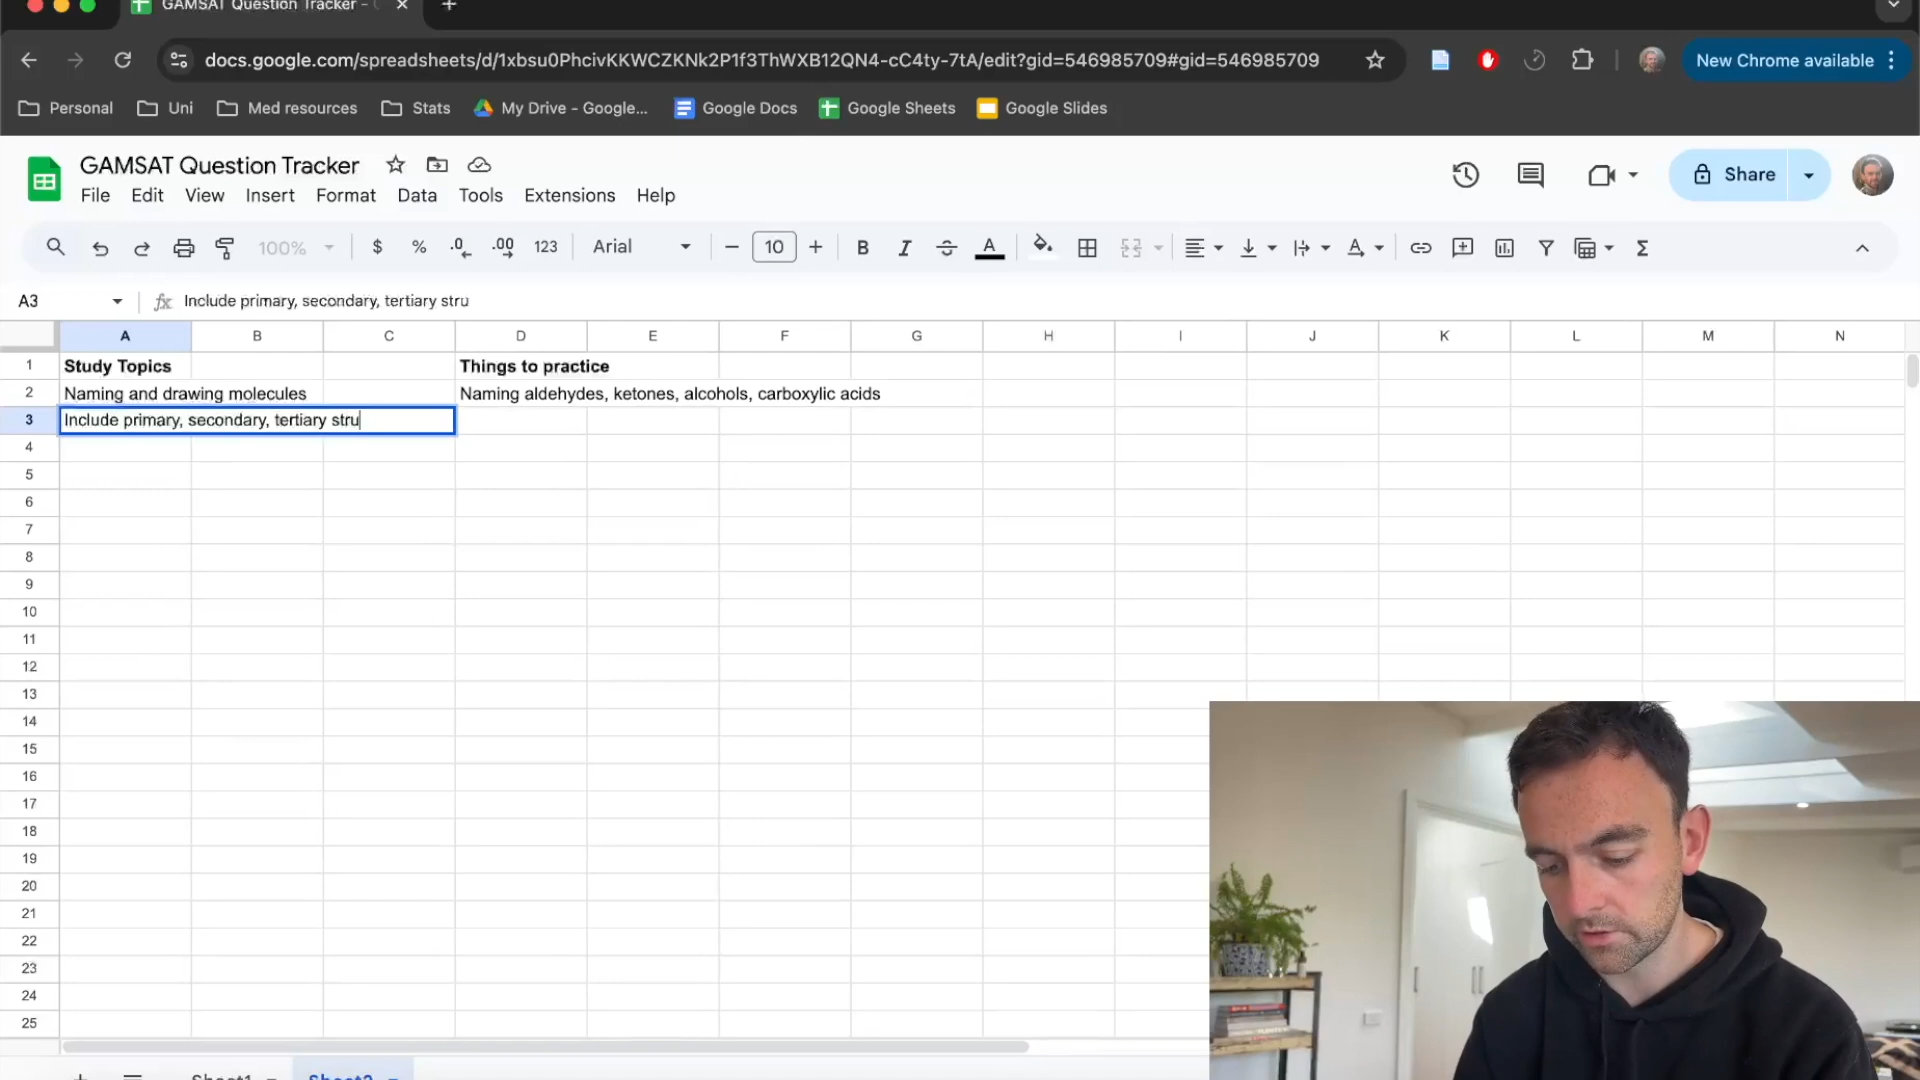 GAMSAT Question Tracker -
docs.google.com/spreadsheets/d/1xbsu0PhcivKKWCZKNk2P1f3ThWXB12QN4-cC4ty-7tA/edit?gid=546985709#gid=546985709
New Chrome available
Personal Uni Med resources Stats My Drive - Google... Google Docs Google Sheets Google Slides
GAMSAT Question Tracker
File Edit View Insert Format Data Tools Extensions Help
Share
100% $ % .0 .00 123 Arial 10 B I A Σ
A3 fx Include primary, secondary, tertiary stru
A B C D E F G H I J K L M N
1 Study Topics Things to practice
2 Naming and drawing molecules Naming aldehydes, ketones, alcohols, carboxylic acids
3 Include primary, secondary, tertiary stru
4
5
6
7
8
9
10
11
12
13
14
15
16
17
18
19
20
21
22
23
24
25
Sheet1 Sheet2